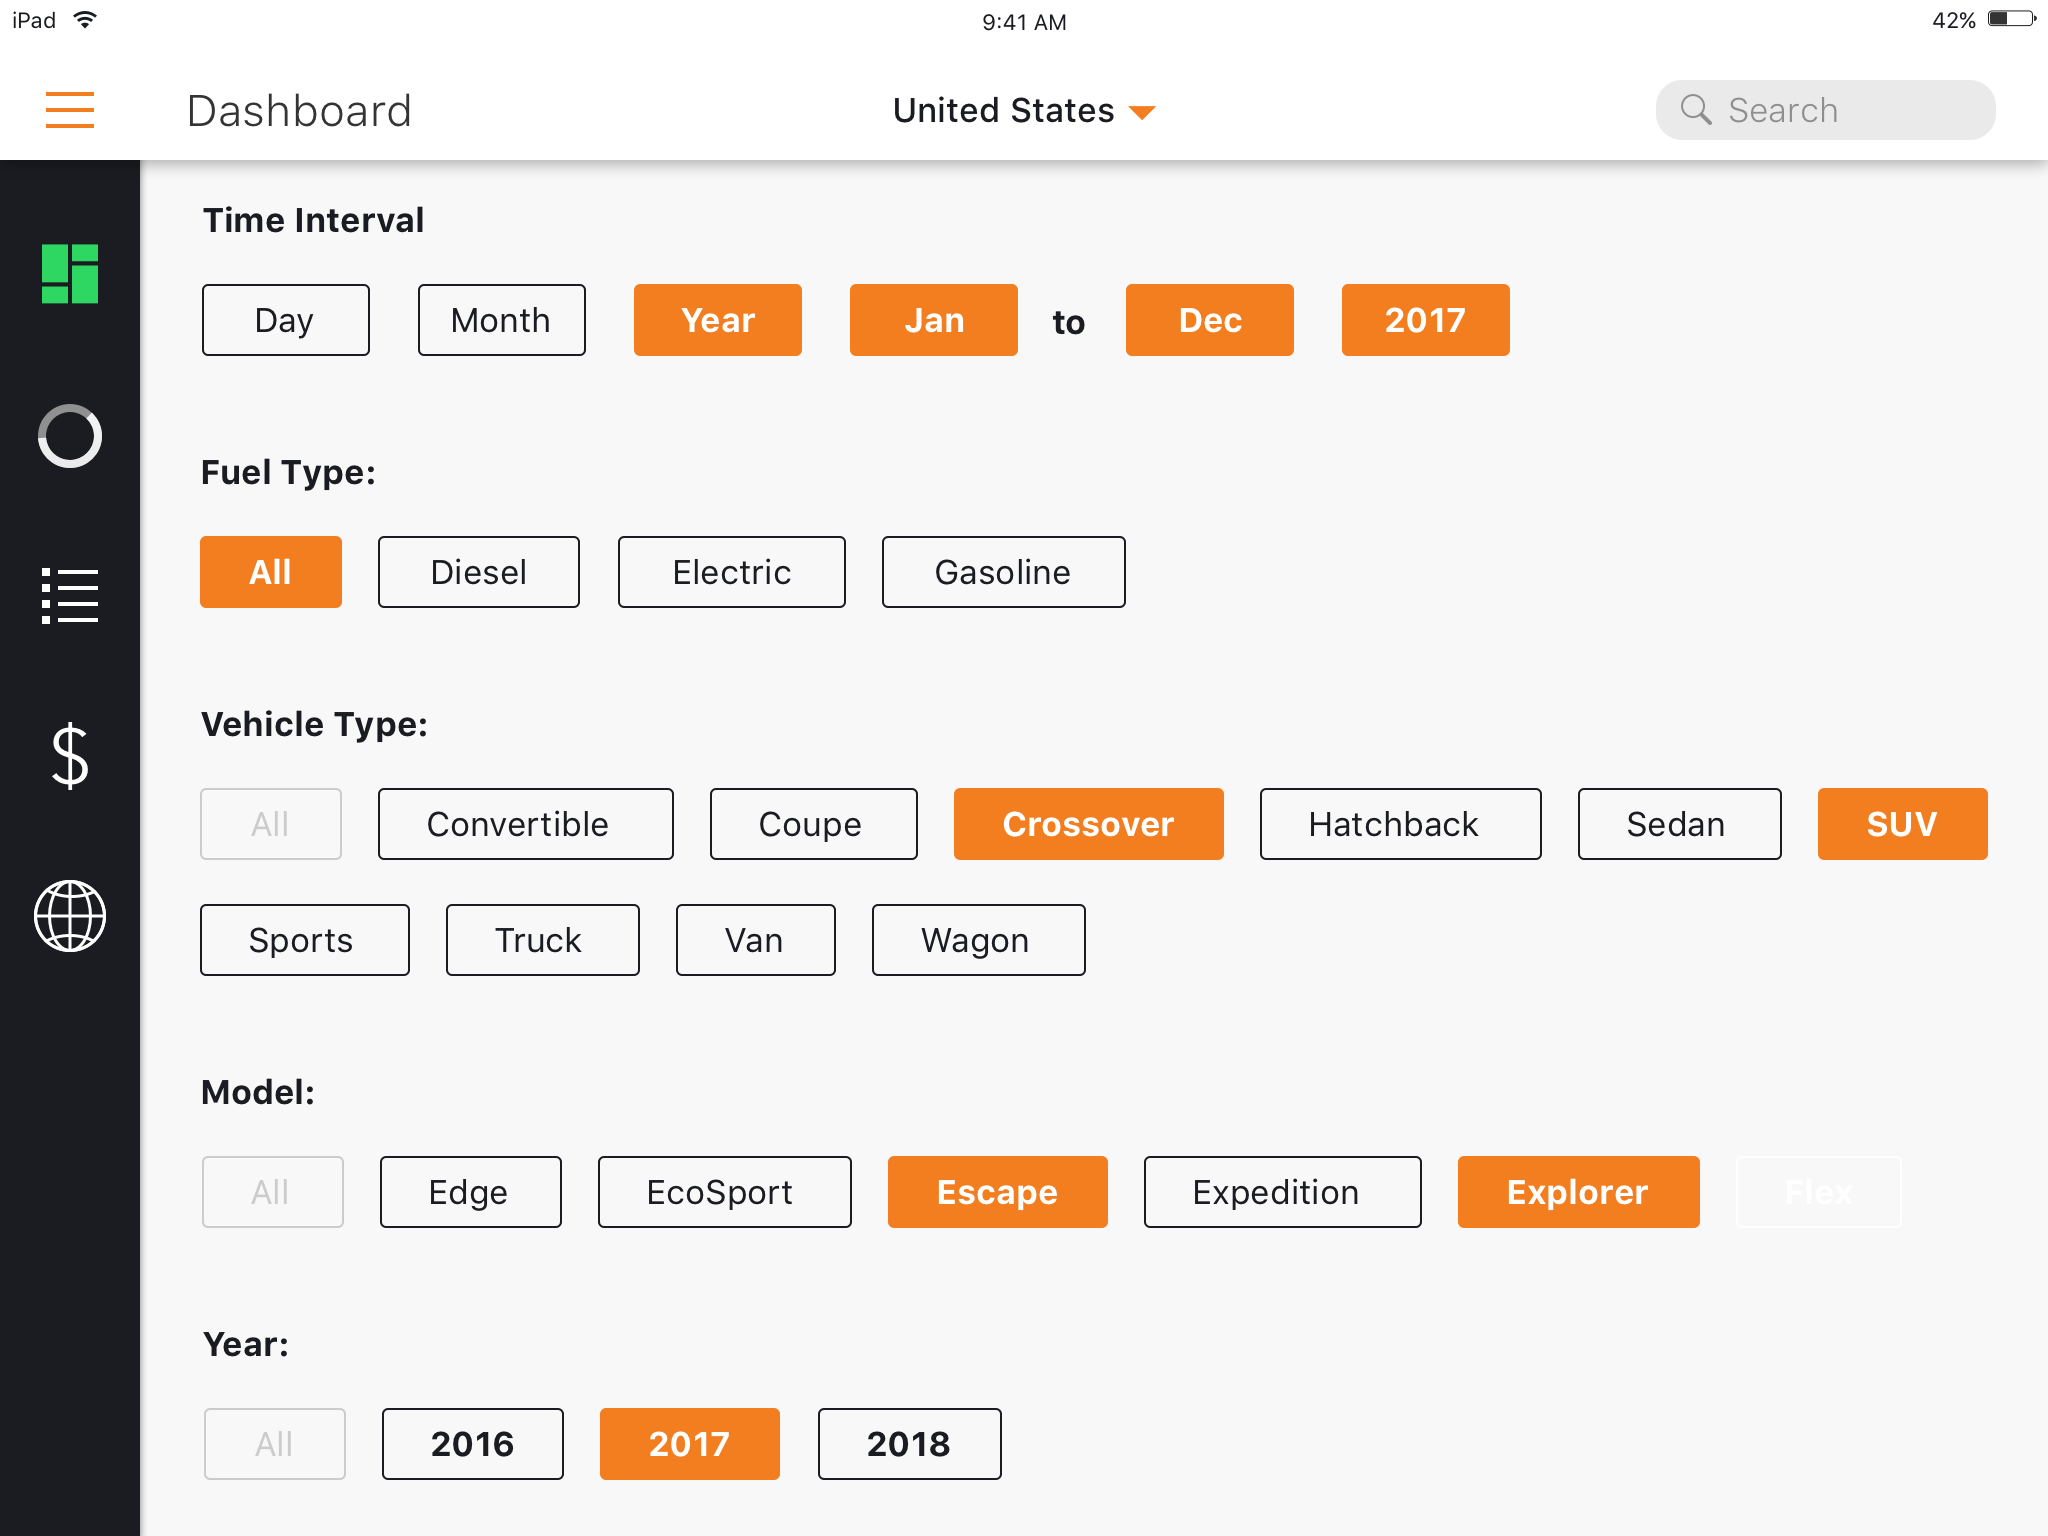 iPad 9:41 AM 42%
Dashboard United States Search
Time Interval
Day Month Year Jan to Dec 2017
Fuel Type:
All Diesel Electric Gasoline
Vehicle Type:
All Convertible Coupe Crossover Hatchback Sedan SUV
Sports Truck Van Wagon
Model:
All Edge EcoSport Escape Expedition Explorer Flex
Year:
All 2016 2017 2018